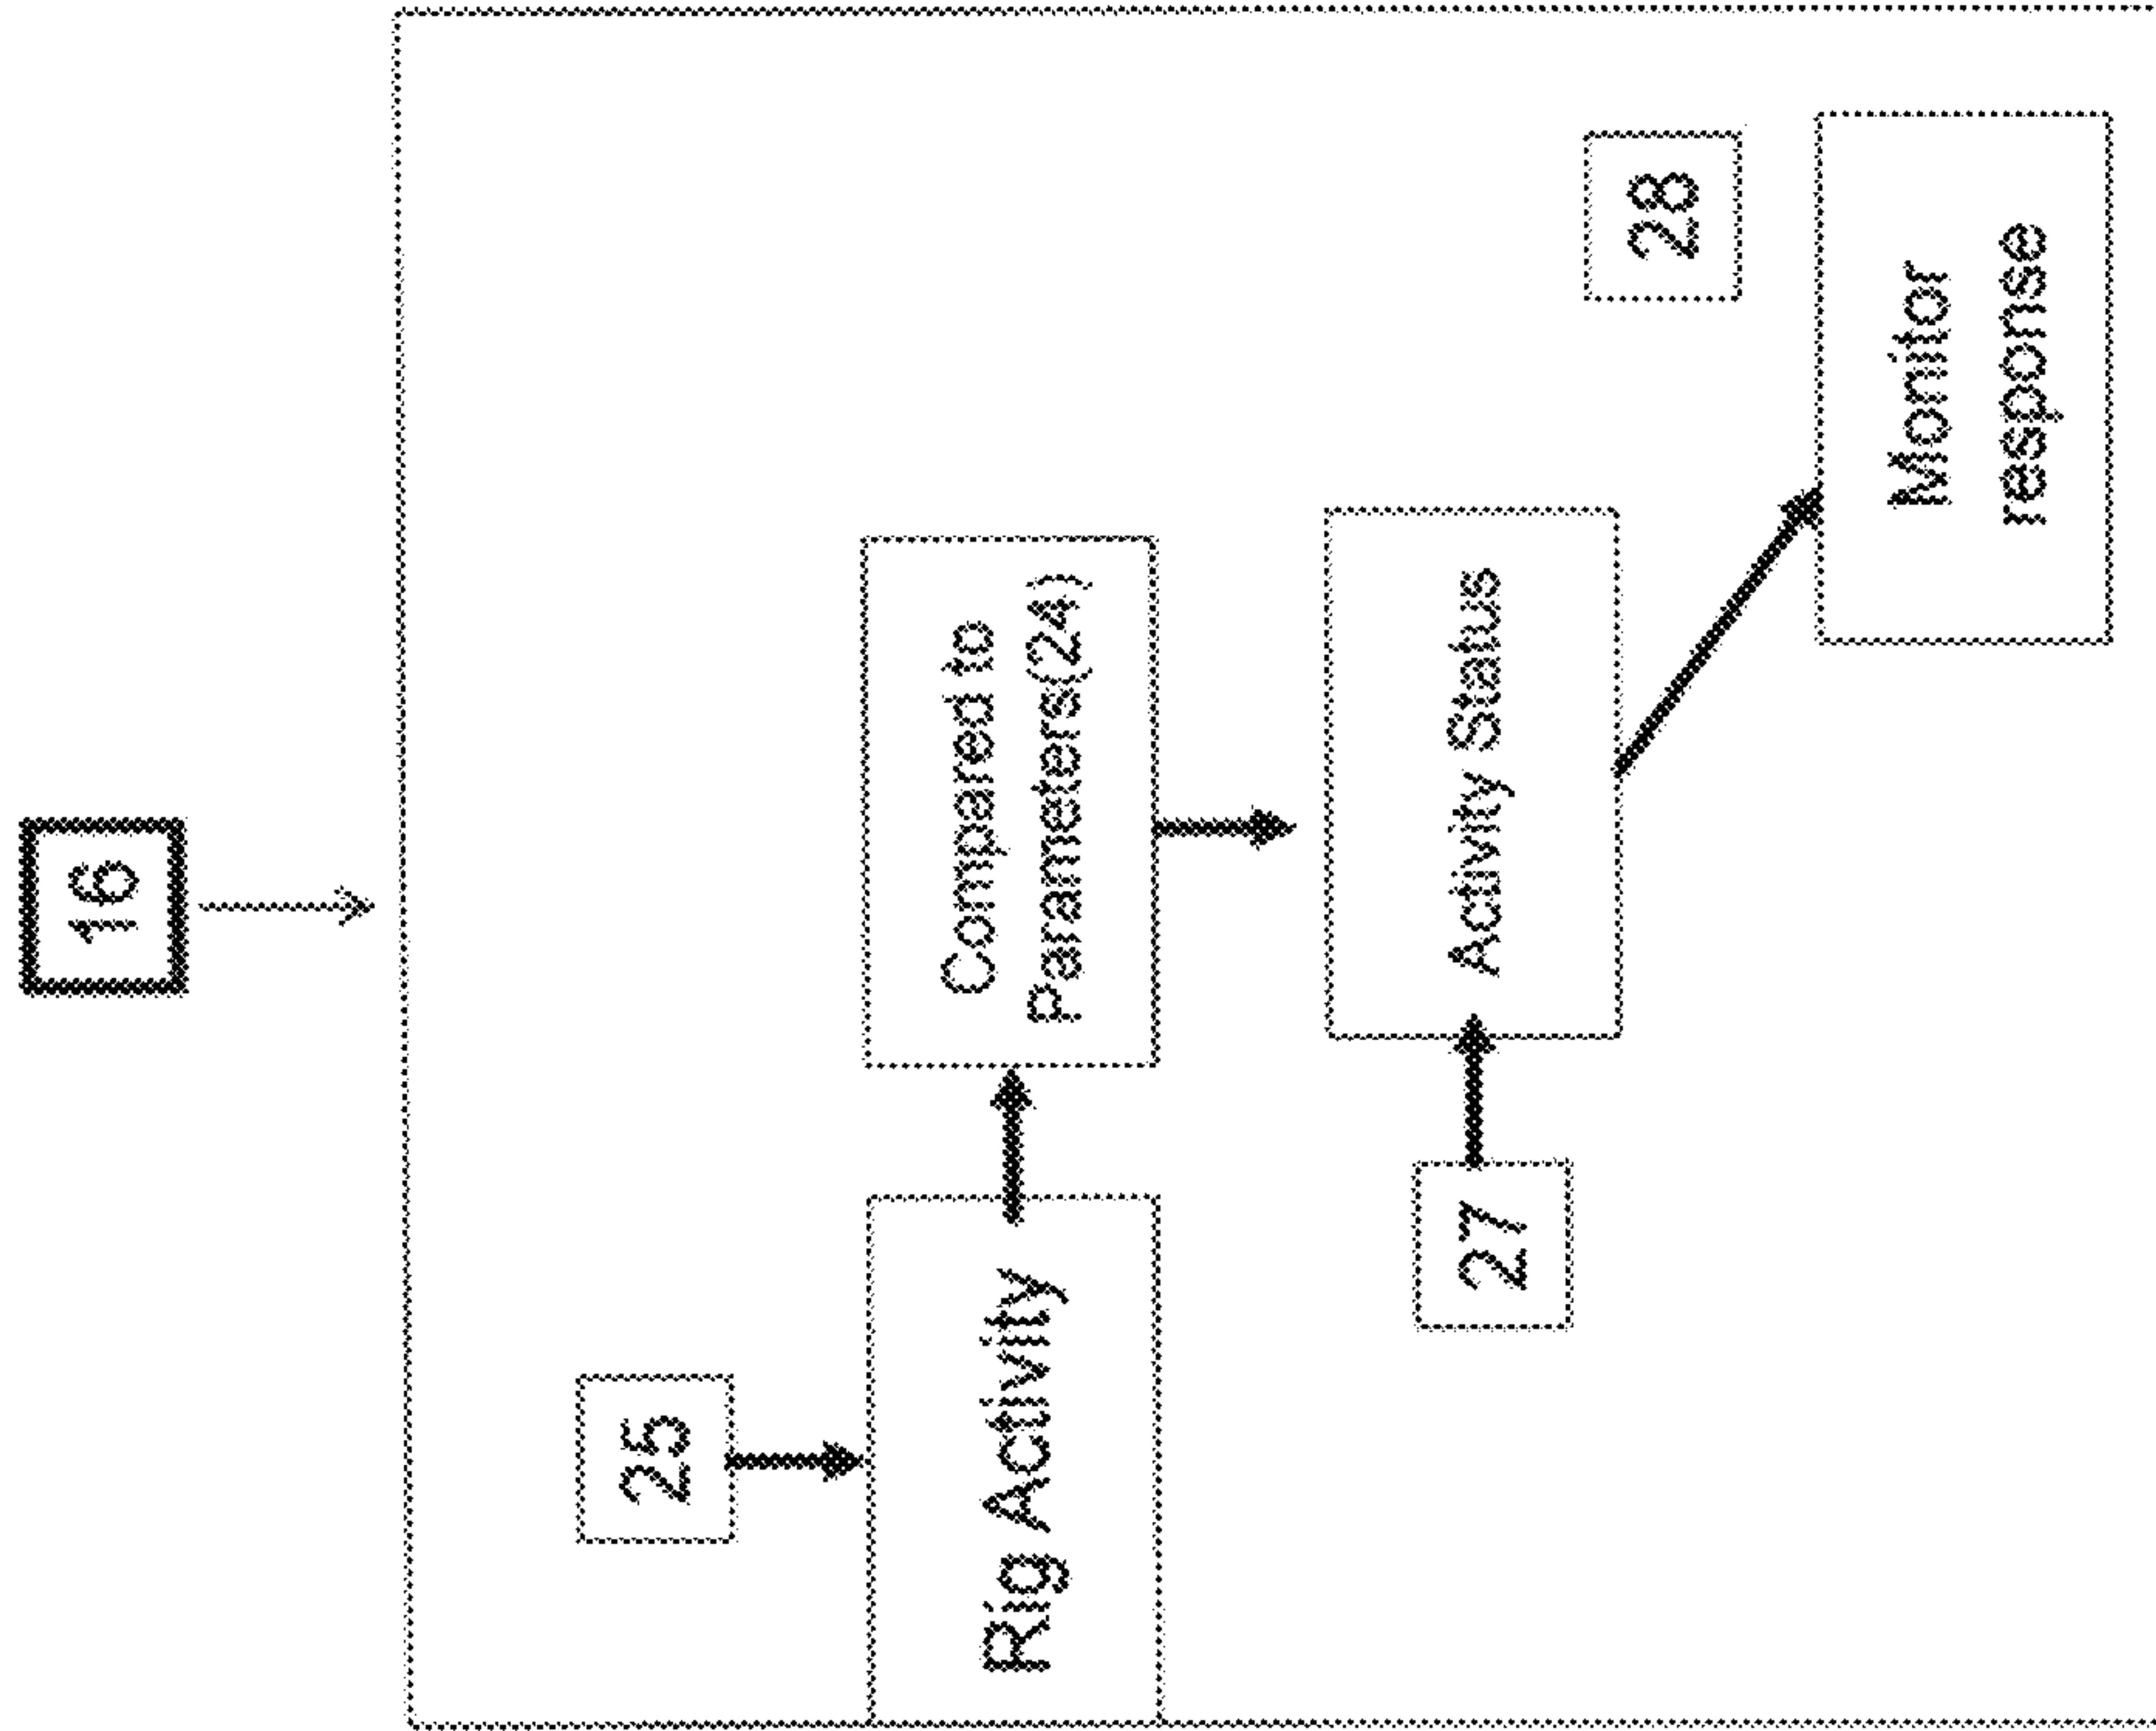 16
25
Rig Activity
Compared to
Parameters(24)
27
Activity Status
28
Monitor
response